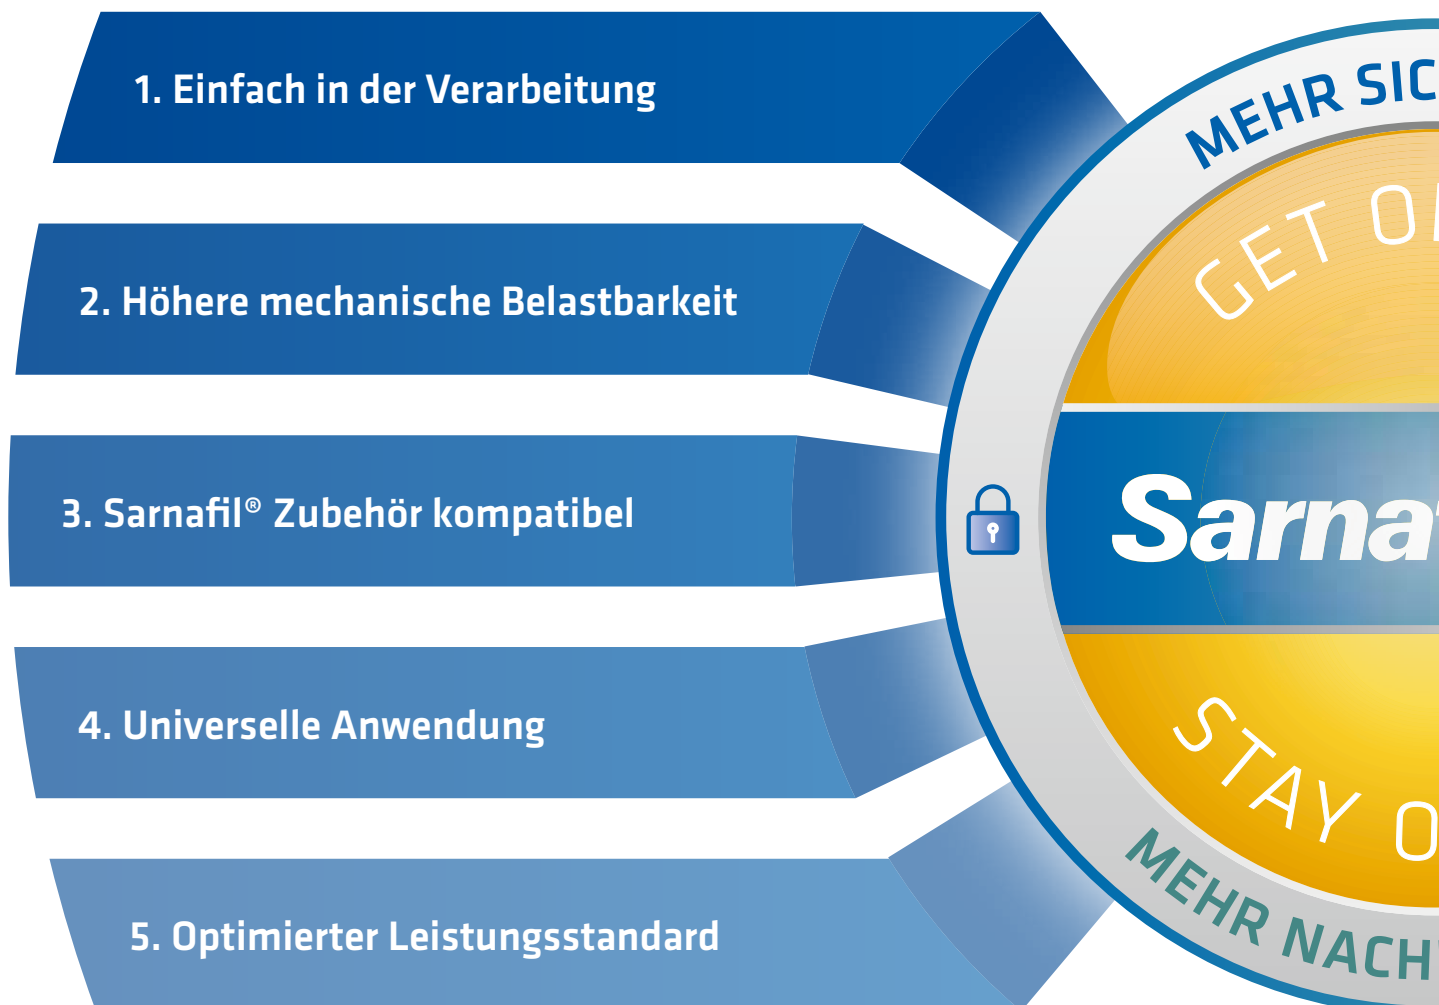 1. Einfach in der Verarbeitung
2. Höhere mechanische Belastbarkeit
3. Sarnafil® Zubehör kompatibel
4. Universelle Anwendung
5. Optimierter Leistungsstandard
MEHR SIC
GET O
Sarna
STAY O
MEHR NACH